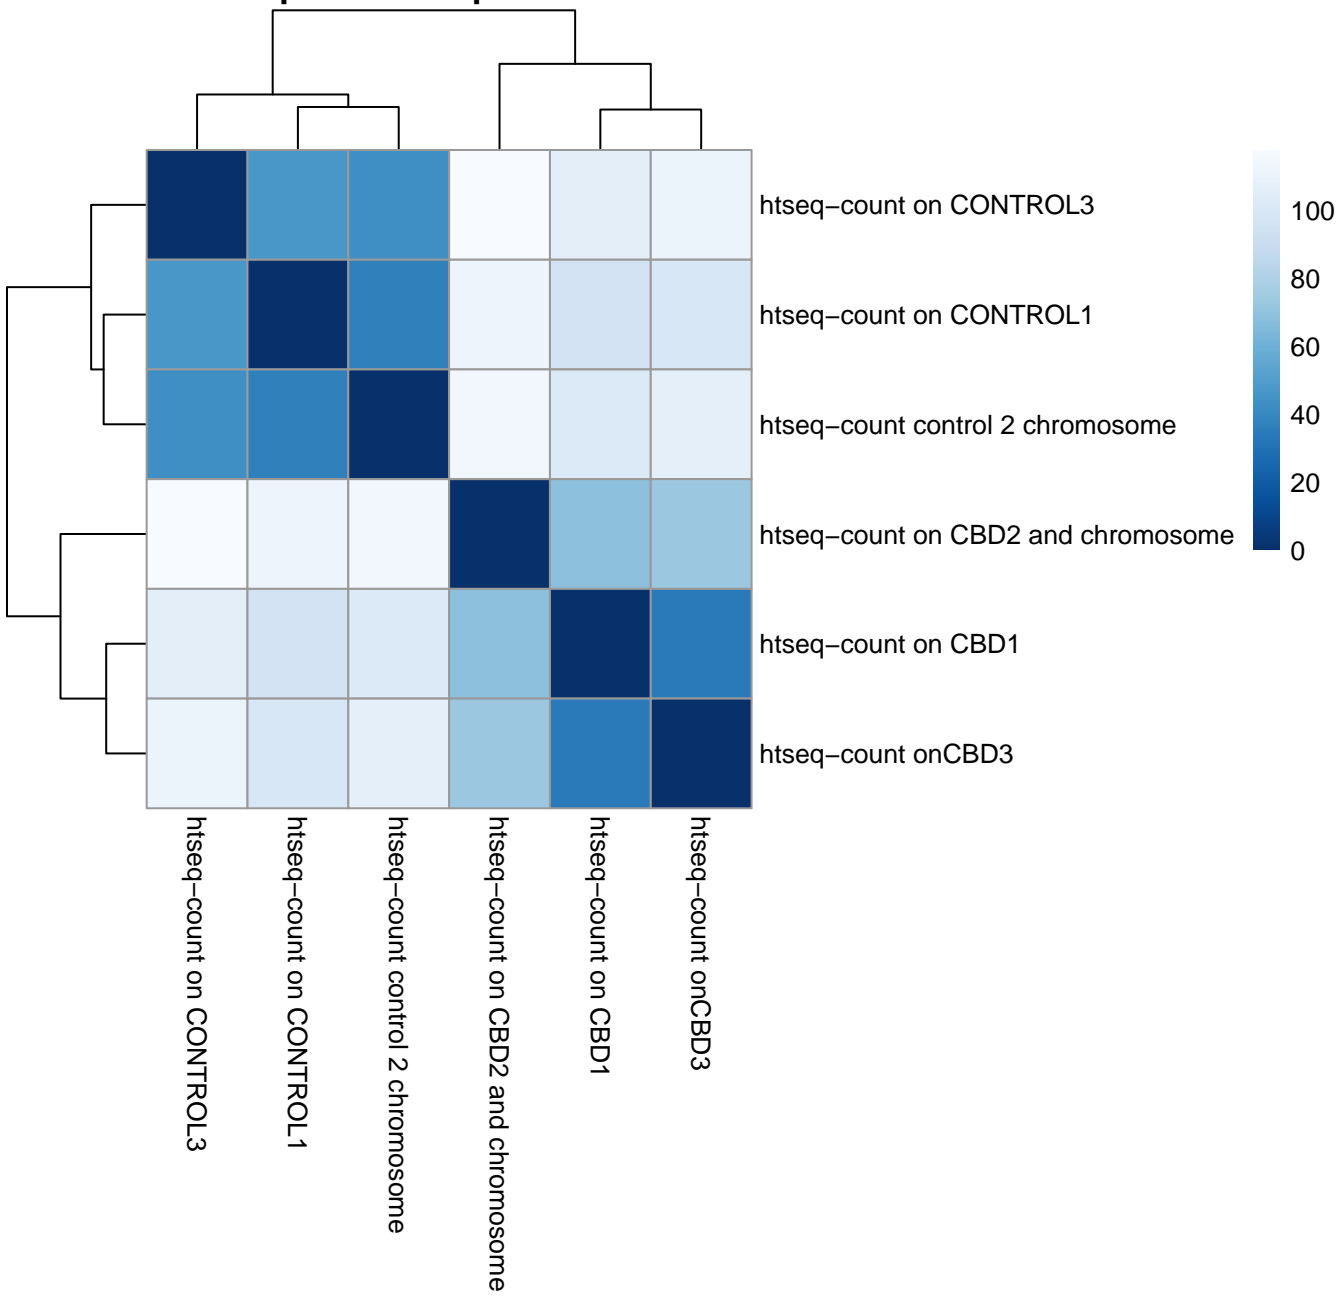 htseq−count on CONTROL3
htseq−count on CONTROL1
htseq−count control 2 chromosome
htseq−count on CBD2 and chromosome
htseq−count on CBD1
htseq−count onCBD3
100
80
60
40
20
0
htseq−count on CONTROL3
htseq−count on CONTROL1
htseq−count control 2 chromosome
htseq−count on CBD2 and chromosome
htseq−count on CBD1
htseq−count onCBD3